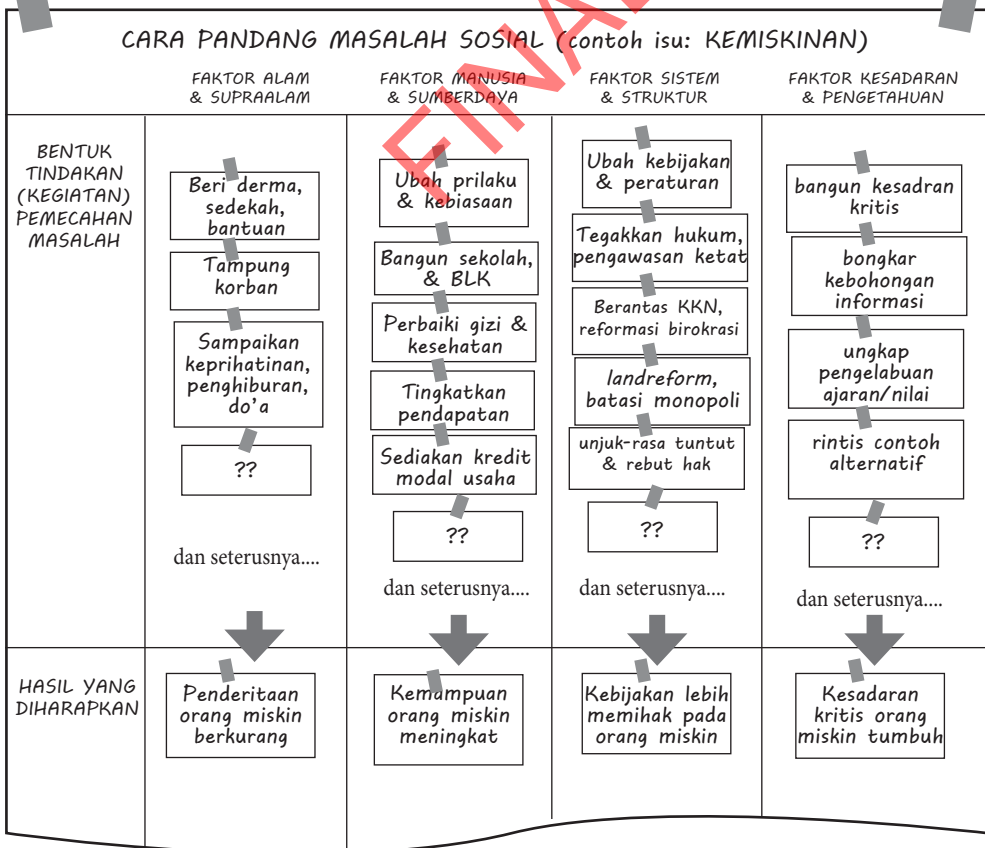 CARA PANDANG MASALAH SOSIAL (contoh isu: KEMISKINAN)
FAKTOR ALAM
& SUPRAALAM
FAKTOR MANUSIA
& SUMBERDAYA
FAKTOR SISTEM
& STRUKTUR
FAKTOR KESADARAN
& PENGETAHUAN
BENTUK
TINDAKAN
(KEGIATAN)
PEMECAHAN
MASALAH
Beri derma,
sedekah,
bantuan
Tampung
korban
Sampaikan
keprihatinan,
penghiburan,
do'a
??
dan seterusnya....
Ubah prilaku
& kebiasaan
Bangun sekolah,
& BLK
Perbaiki gizi &
kesehatan
Tingkatkan
pendapatan
Sediakan kredit
modal usaha
??
dan seterusnya....
Ubah kebijakan
& peraturan
Tegakkan hukum,
pengawasan ketat
Berantas KKN,
reformasi birokrasi
landreform,
batasi monopoli
unjuk-rasa tuntut
& rebut hak
??
dan seterusnya....
bangun kesadran
kritis
bongkar
kebohongan
informasi
ungkap
pengelabuan
ajaran/nilai
rintis contoh
alternatif
??
dan seterusnya....
HASIL YANG
DIHARAPKAN
Penderitaan
orang miskin
berkurang
Kemampuan
orang miskin
meningkat
Kebijakan lebih
memihak pada
orang miskin
Kesadaran
kritis orang
miskin tumbuh